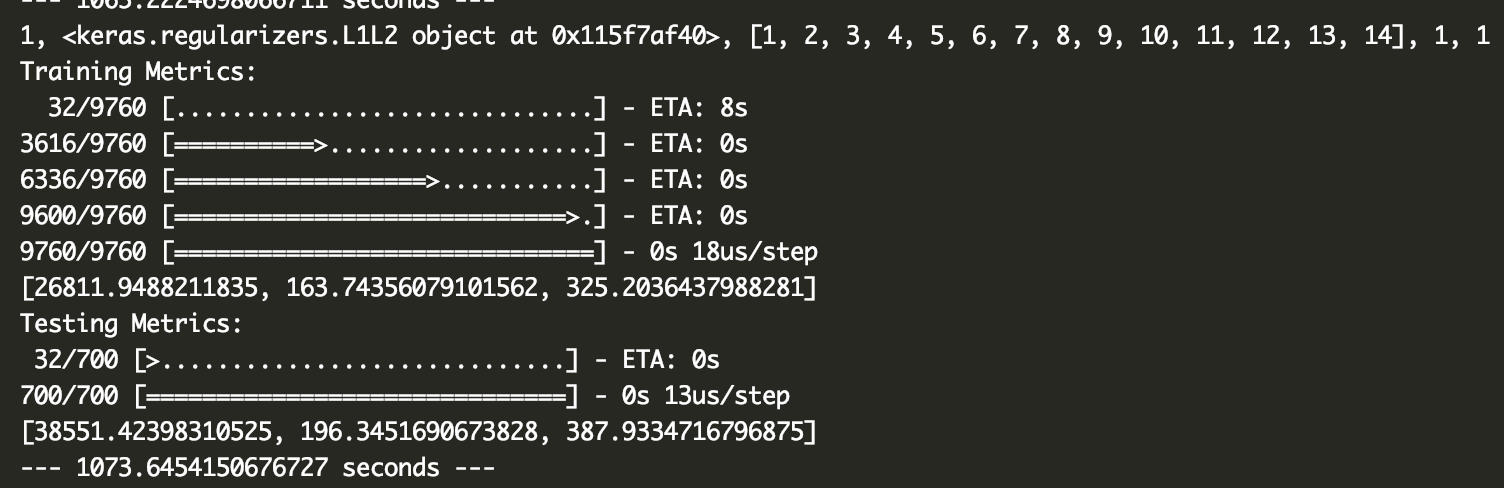 --- 1063.2224698066711 seconds ---
1, <keras.regularizers.L1L2 object at 0x115f7af40>, [1, 2, 3, 4, 5, 6, 7, 8, 9, 10, 11, 12, 13, 14], 1, 1
Training Metrics:
32/9760 [..............................] - ETA: 8s
3616/9760 [==========>...................] - ETA: 0s
6336/9760 [==================>...........] - ETA: 0s
9600/9760 [============================>.] - ETA: 0s
9760/9760 [==============================] - 0s 18us/step
[26811.9488211835, 163.74356079101562, 325.2036437988281]
Testing Metrics:
32/700 [>.............................] - ETA: 0s
700/700 [==============================] - 0s 13us/step
[38551.42398310525, 196.3451690673828, 387.9334716796875]
--- 1073.6454150676727 seconds ---